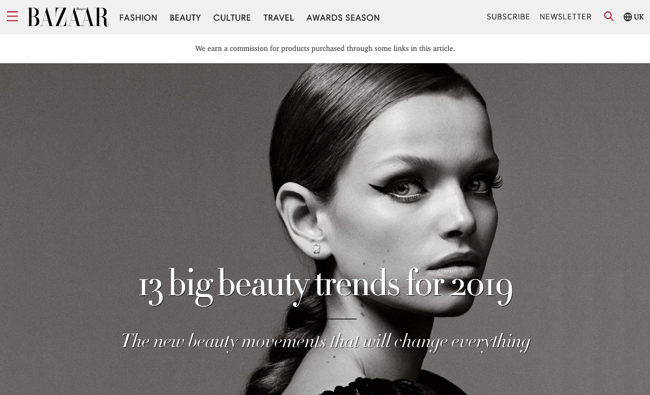 Harper's BAZAAR FASHION BEAUTY CULTURE TRAVEL AWARDS SEASON SUBSCRIBE NEWSLETTER UK
We earn a commission for products purchased through some links in this article.
13 big beauty trends for 2019
The new beauty movements that will change everything